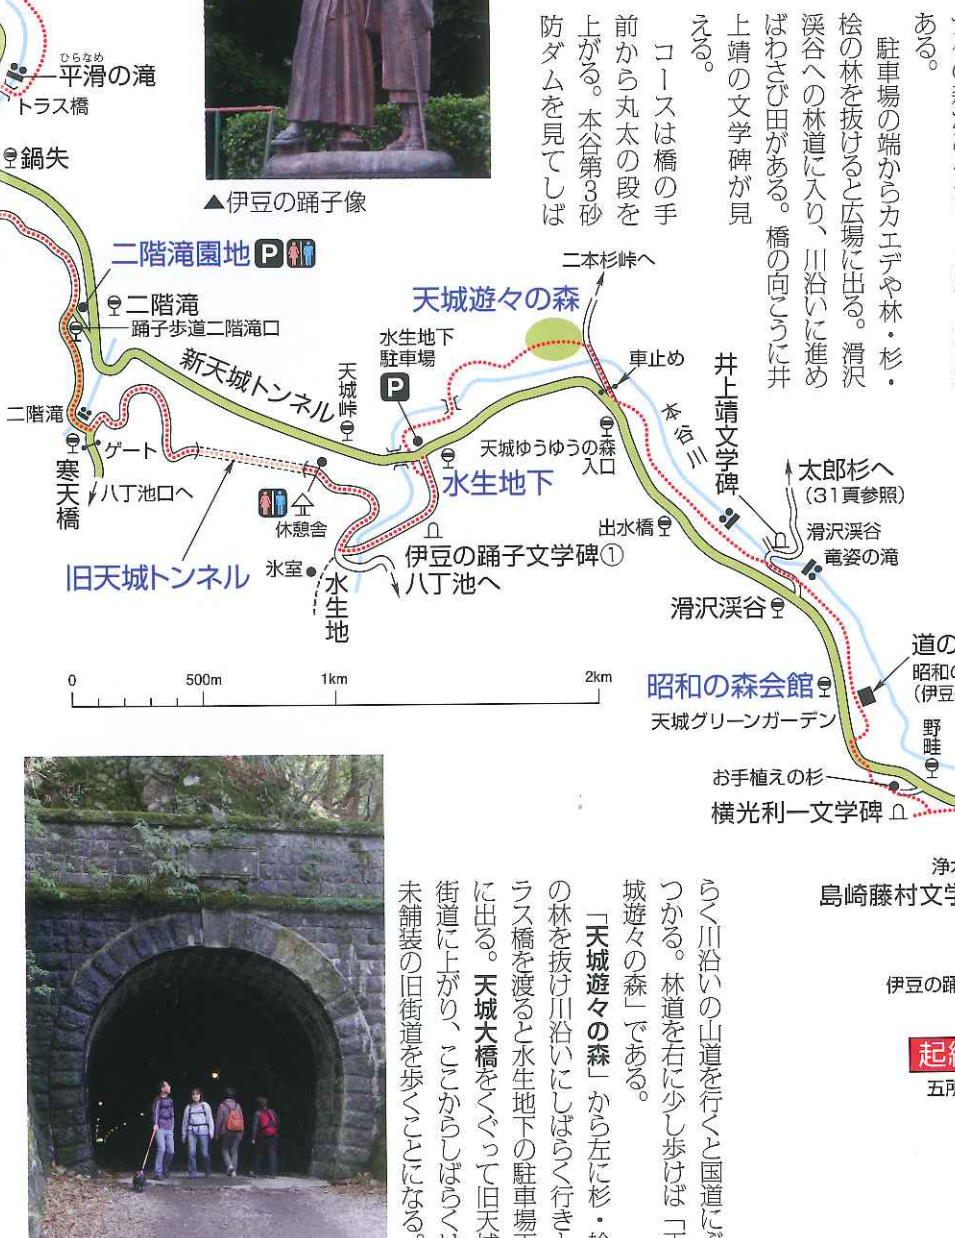 ある。
駐車場の端からカエデや林・杉・
桧の林を抜けると広場に出る。滑沢
渓谷への林道に入り、川沿いに進め
ばわさび田がある。橋の向こうに井
上靖の文学碑が見
える。
コースは橋の手
前から丸太の段を
上がる。本谷第3砂
防ダムを見てしば
ひらなめ
平滑の滝
トラス橋
鍋失
▲伊豆の踊子像
二階滝園地 P
二階滝
踊子歩道二階滝口
新天城トンネル
天城峠
水生地下
駐車場
P
天城遊々の森
二本杉峠へ
車止め
本谷川
井上靖文学碑
太郎杉へ
(31頁参照)
滑沢渓谷
竜姿の滝
二階滝
ゲート
寒天橋
八丁池口へ
旧天城トンネル
休憩舎
氷室
水生地
伊豆の踊子文学碑①
八丁池へ
水生地下
天城ゆうゆうの森
入口
出水橋
滑沢渓谷
道の
昭和の
(伊豆
昭和の森会館
天城グリーンガーデン
野畦
お手植えの杉
横光利一文学碑
0 500m 1km 2km
浄
島崎藤村文学
伊豆の踊
起終
五所
らく川沿いの山道を行くと国道にぶ
つかる。林道を右に少し歩けば「天
城遊々の森」である。
「天城遊々の森」から左に杉・桧
の林を抜け川沿いにしばらく行き
ラス橋を渡ると水生地下の駐車場
に出る。天城大橋をくぐって旧天城
街道に上がり、ここからしばらく
未舗装の旧街道を歩くことになる。